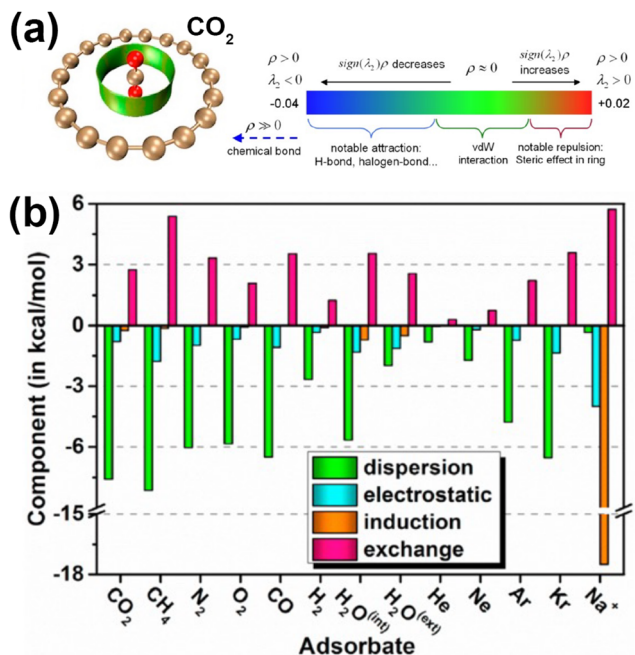 (a)
CO2
ρ > 0
λ2 < 0
-0.04
sign(λ2)ρ decreases
ρ ≈ 0
sign(λ2)ρ
increases
ρ > 0
λ2 > 0
+0.02
ρ ≫ 0
chemical bond
notable attraction:
H-bond, halogen-bond...
vdW
interaction
notable repulsion:
Steric effect in ring
(b)
Component (in kcal/mol)
6
3
0
-3
-6
-15
-18
dispersion
electrostatic
induction
exchange
CO2 CH4 N2 O2 CO H2 H2O(int) H2O(ext) He Ne Ar Kr Na+
Adsorbate